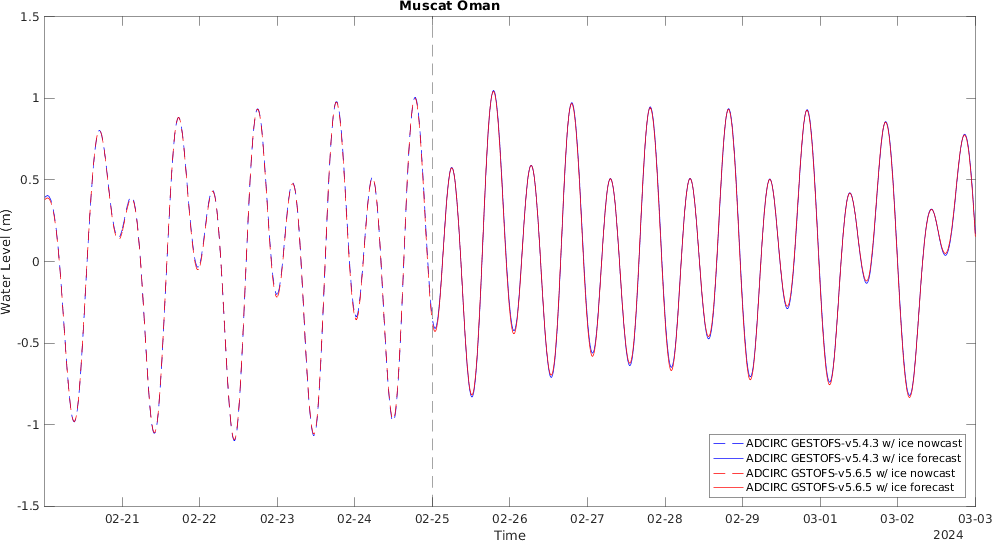 Muscat Oman
1.5
1
0.5
0
-0.5
-1
-1.5
Water Level (m)
02-21 02-22 02-23 02-24 02-25 02-26 02-27 02-28 02-29 03-01 03-02 03-03
Time
2024
ADCIRC GESTOFS-v5.4.3 w/ ice nowcast
ADCIRC GESTOFS-v5.4.3 w/ ice forecast
ADCIRC GSTOFS-v5.6.5 w/ ice nowcast
ADCIRC GSTOFS-v5.6.5 w/ ice forecast